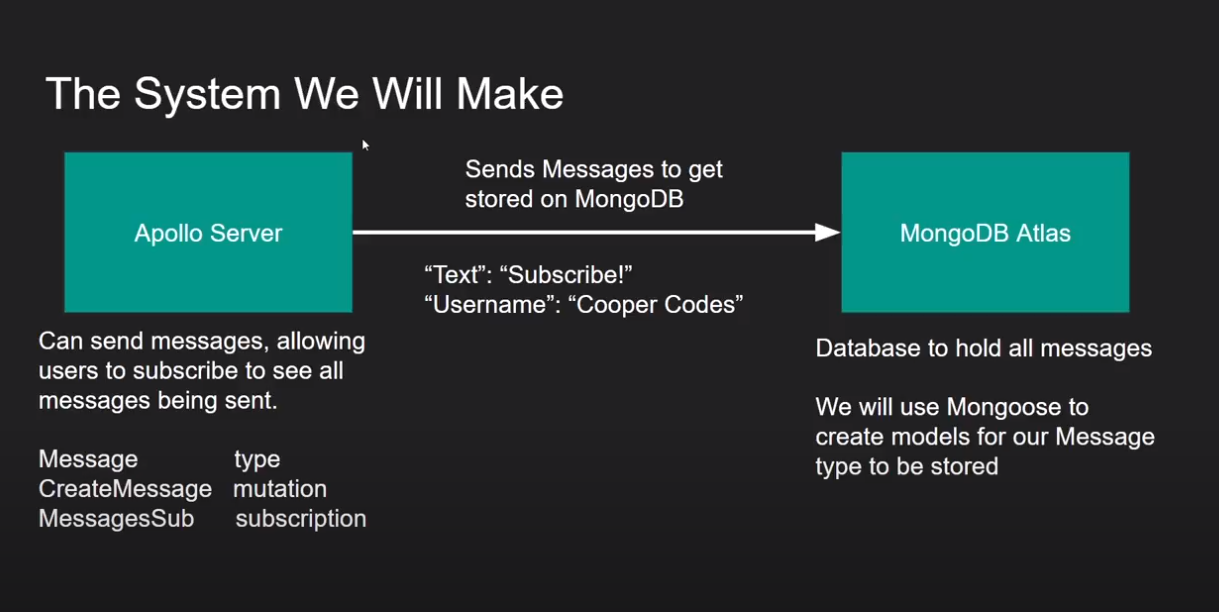 The System We Will Make
Apollo Server
Sends Messages to get
stored on MongoDB
“Text”: “Subscribe!”
“Username”: “Cooper Codes”
MongoDB Atlas
Can send messages, allowing
users to subscribe to see all
messages being sent.
Message type
CreateMessage mutation
MessagesSub subscription
Database to hold all messages
We will use Mongoose to
create models for our Message
type to be stored